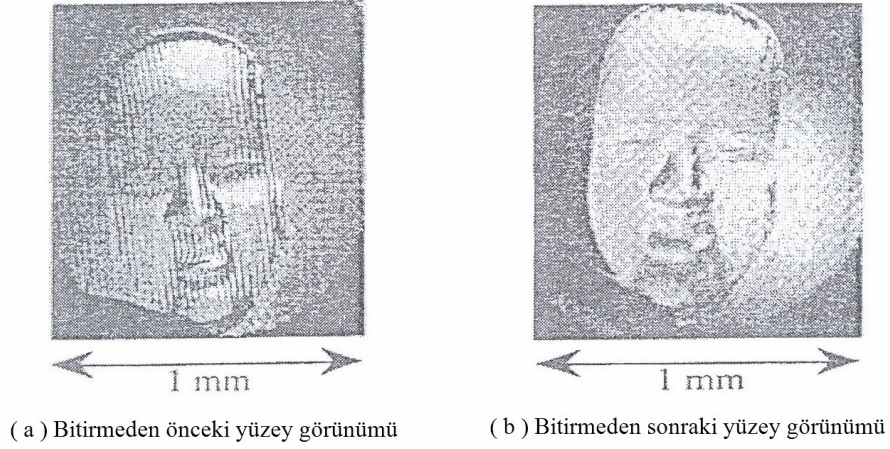 1 mm
1 mm
( a ) Bitirmeden önceki yüzey görünümü
( b ) Bitirmeden sonraki yüzey görünümü